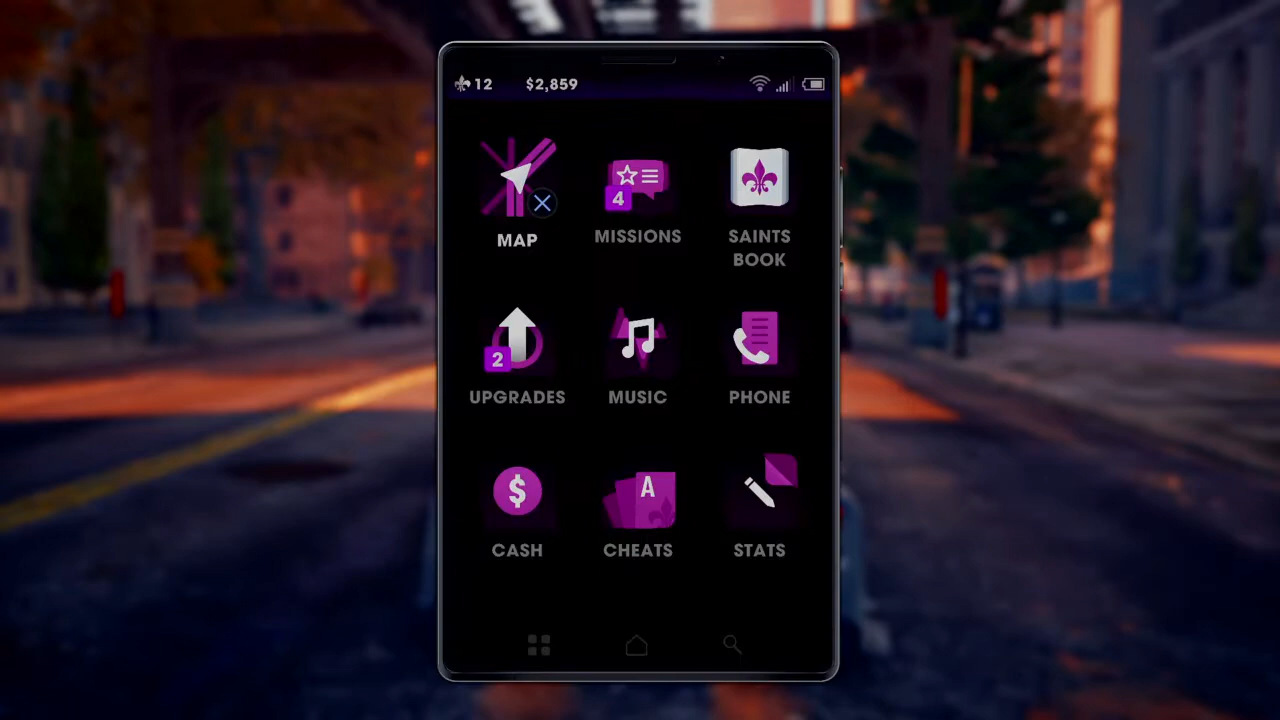 12 $2,859
MAP
4
MISSIONS
SAINTS
BOOK
2
UPGRADES
MUSIC
PHONE
$
CASH
A
CHEATS
STATS